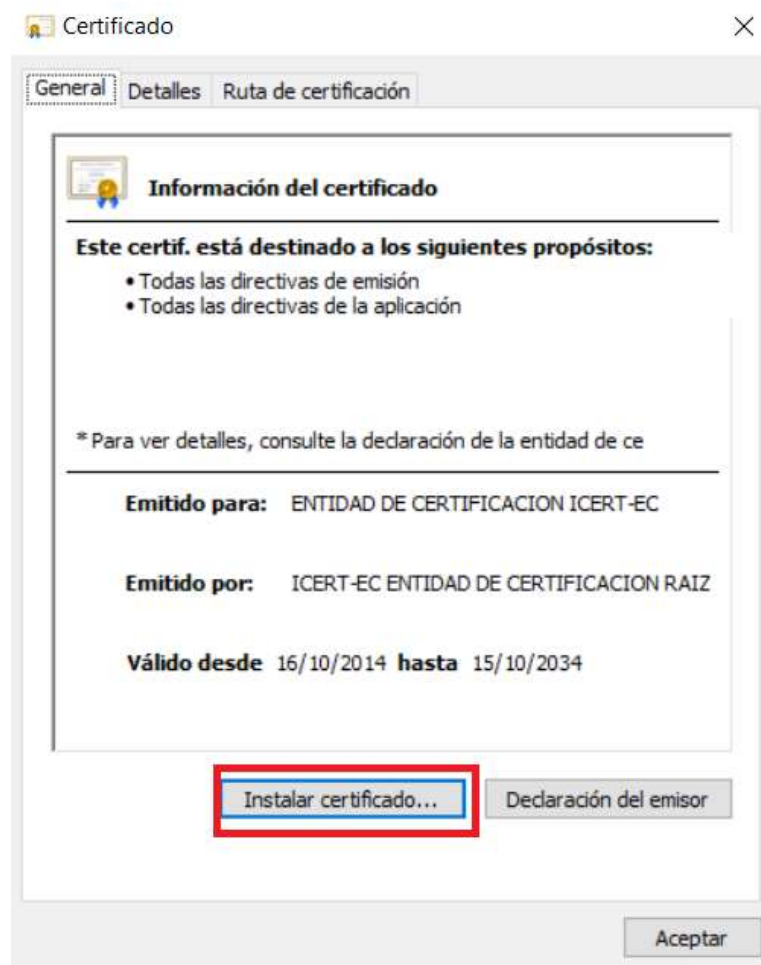 Certificado
General Detalles Ruta de certificación
Información del certificado
Este certif. está destinado a los siguientes propósitos:
• Todas las directivas de emisión
• Todas las directivas de la aplicación
* Para ver detalles, consulte la declaración de la entidad de ce
Emitido para: ENTIDAD DE CERTIFICACION ICERT-EC
Emitido por: ICERT-EC ENTIDAD DE CERTIFICACION RAIZ
Válido desde 16/10/2014 hasta 15/10/2034
Instalar certificado... Declaración del emisor
Aceptar